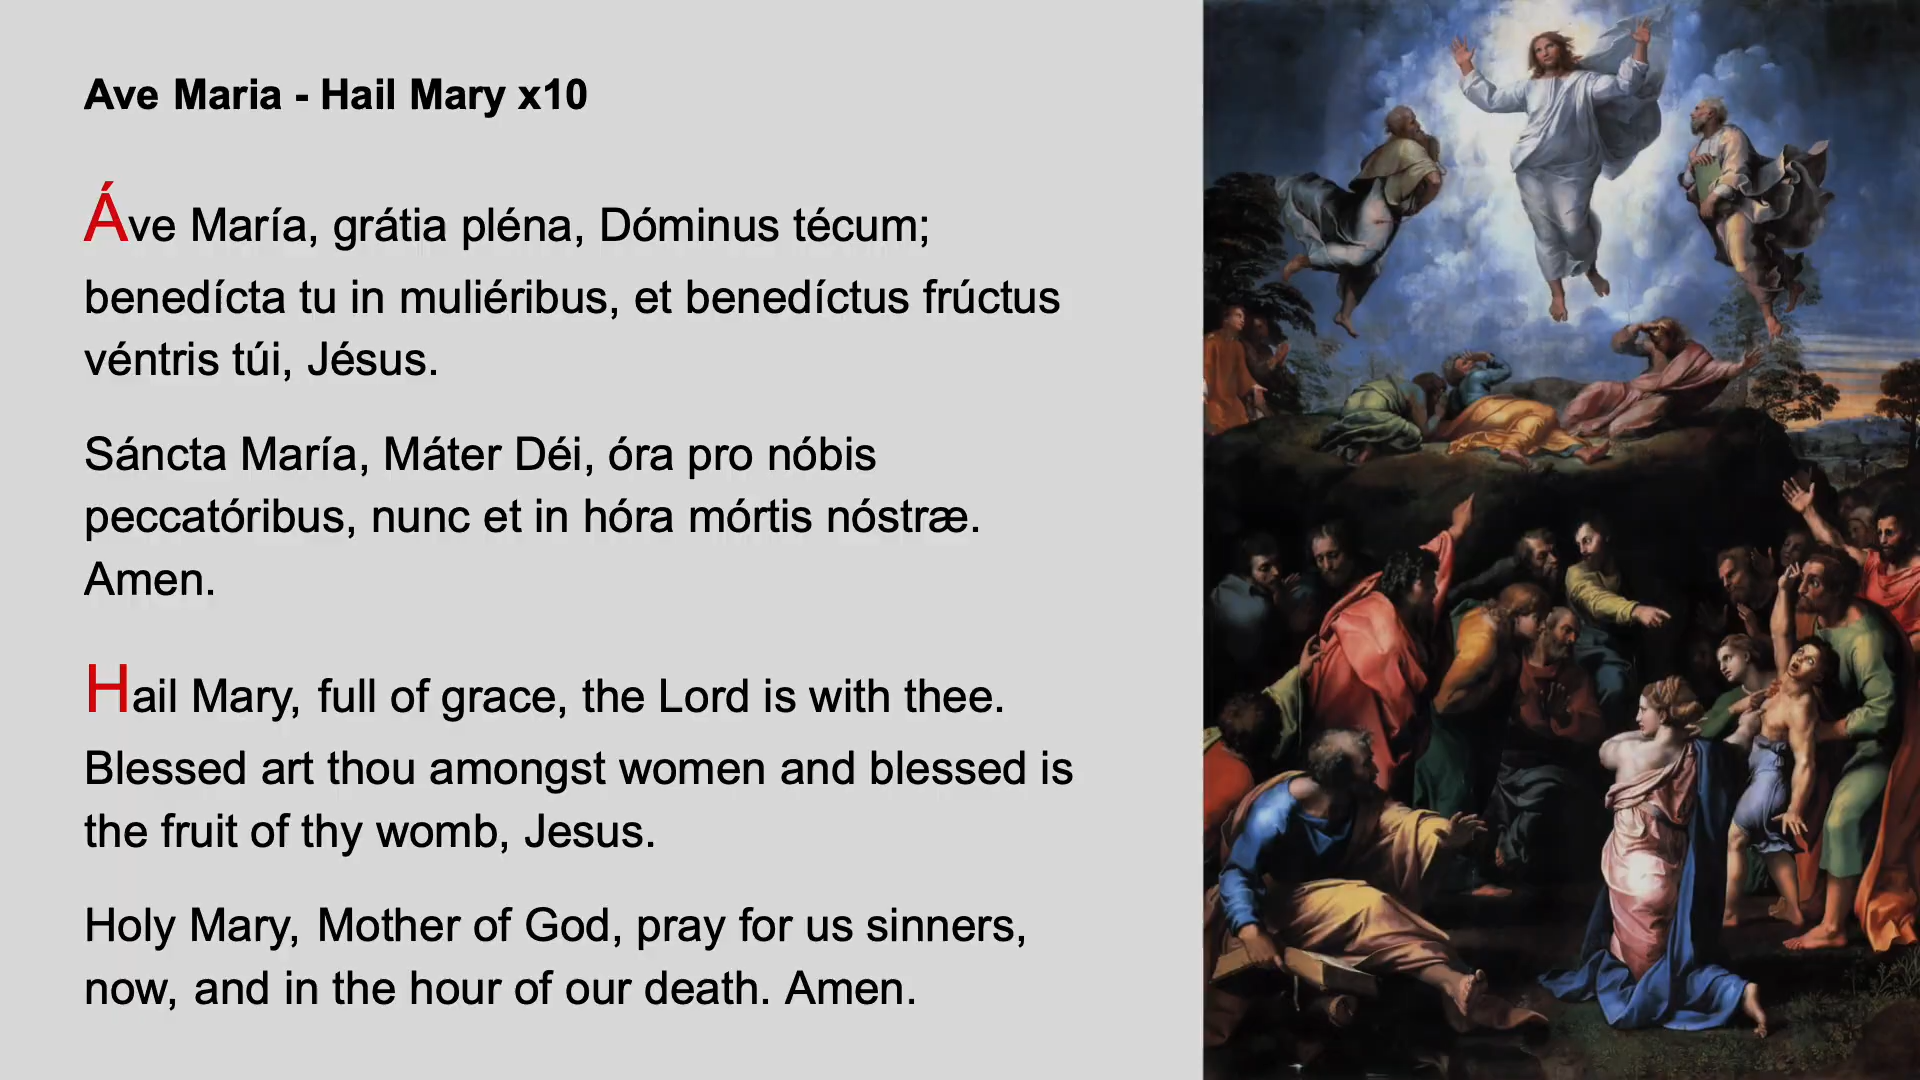 Ave Maria - Hail Mary x10
Áve María, grátia pléna, Dóminus técum;
benedícta tu in muliéribus, et benedíctus frúctus
véntris túi, Jésus.
Sáncta María, Máter Déi, óra pro nóbis
peccatóribus, nunc et in hóra mórtis nóstræ.
Amen.
Hail Mary, full of grace, the Lord is with thee.
Blessed art thou amongst women and blessed is
the fruit of thy womb, Jesus.
Holy Mary, Mother of God, pray for us sinners,
now, and in the hour of our death. Amen.